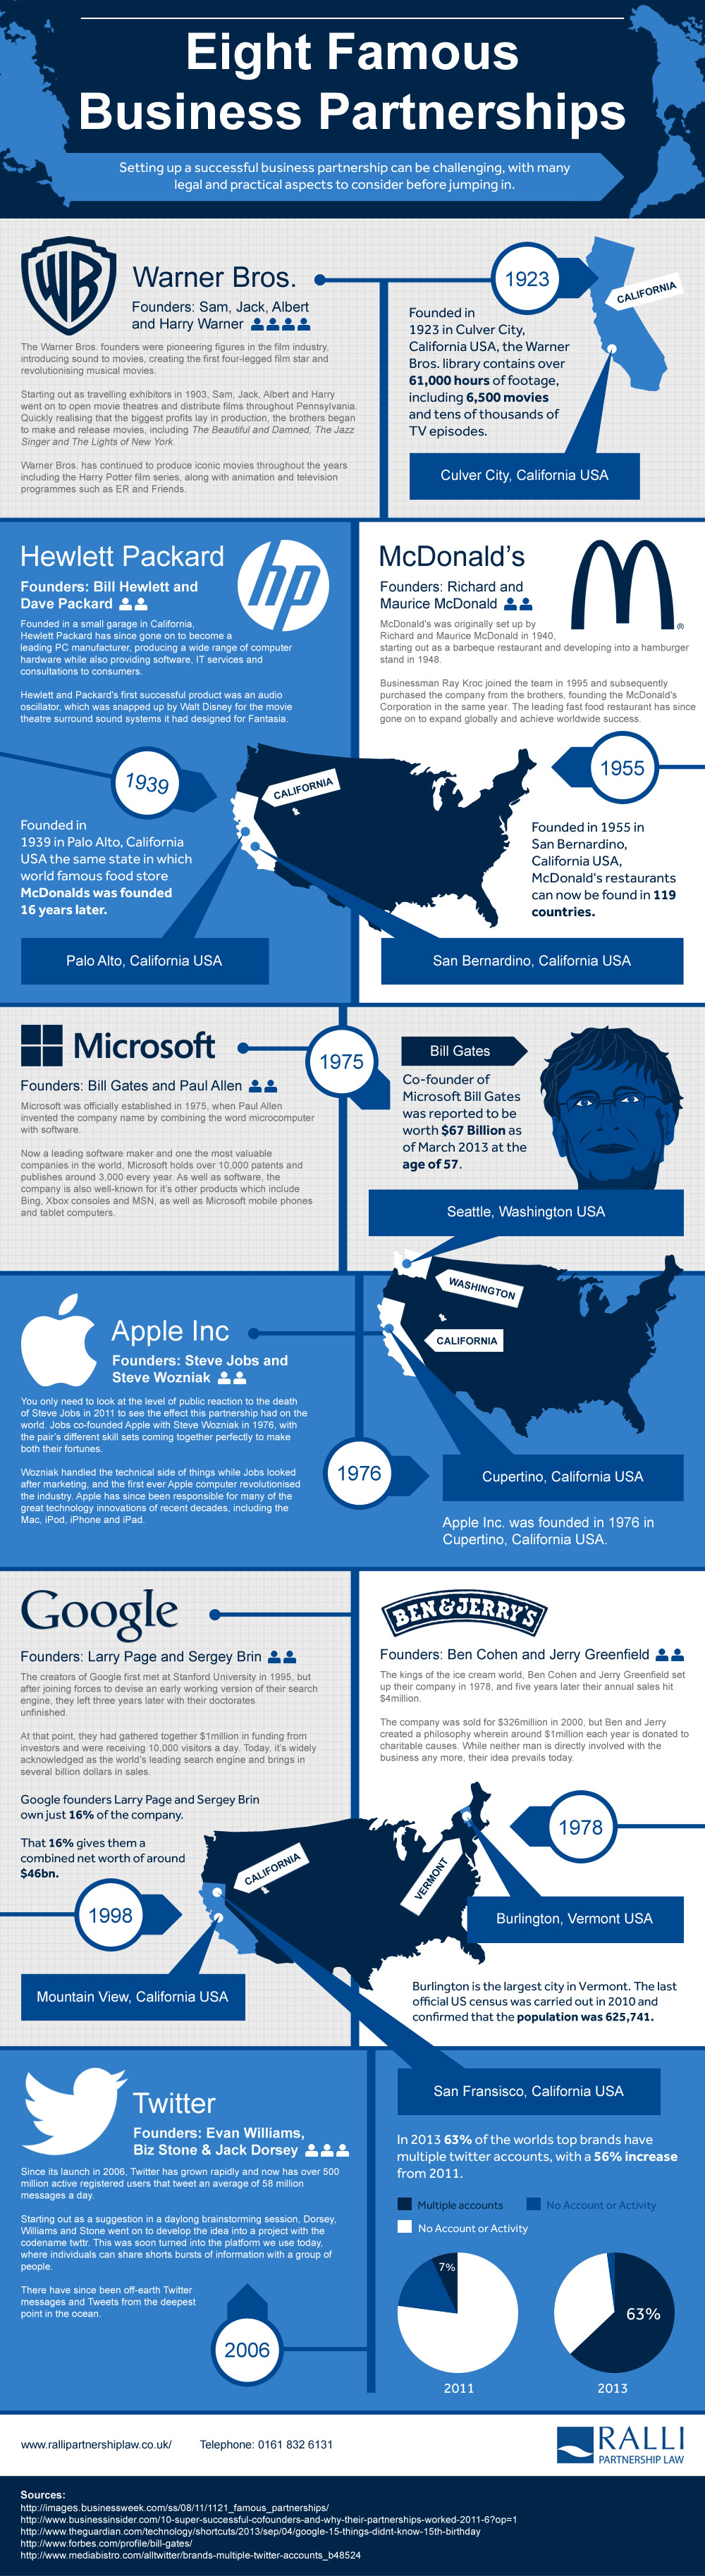 Eight Famous
Business Partnerships
Setting up a successful business partnership can be challenging, with many
legal and practical aspects to consider before jumping in.
WB
Warner Bros.
Founders: Sam, Jack, Albert
and Harry Warner
The Warner Bros. founders were pioneering figures in the film industry,
introducing sound to movies, creating the first four-legged film star and
revolutionising musical movies.
Starting out as travelling exhibitors in 1903, Sam, Jack, Albert and Harry
went on to open movie theatres and distribute films throughout Pennsylvania.
Quickly realising that the biggest profits lay in production, the brothers began
to make and release movies, including The Beautiful and Damned, The Jazz
Singer and The Lights of New York.
Warner Bros. has continued to produce iconic movies throughout the years
including the Harry Potter film series, along with animation and television
programmes such as ER and Friends.
1923
CALIFORNIA
Founded in
1923 in Culver City,
California USA, the Warner
Bros. library contains over
61,000 hours of footage,
including 6,500 movies
and tens of thousands of
TV episodes.
Culver City, California USA
Hewlett Packard
hp
Founders: Bill Hewlett and
Dave Packard
Founded in a small garage in California,
Hewlett Packard has since gone on to become a
leading PC manufacturer, producing a wide range of computer
hardware while also providing software, IT services and
consultations to consumers.
Hewlett and Packard's first successful product was an audio
oscillator, which was snapped up by Walt Disney for the movie
theatre surround sound systems it had designed for Fantasia.
1939
CALIFORNIA
Founded in
1939 in Palo Alto, California
USA the same state in which
world famous food store
McDonalds was founded
16 years later.
Palo Alto, California USA
McDonald's
M
®
Founders: Richard and
Maurice McDonald
McDonald's was originally set up by
Richard and Maurice McDonald in 1940,
starting out as a barbeque restaurant and developing into a hamburger
stand in 1948.
Businessman Ray Kroc joined the team in 1995 and subsequently
purchased the company from the brothers, founding the McDonald's
Corporation in the same year. The leading fast food restaurant has since
gone on to expand globally and achieve worldwide success.
1955
Founded in 1955 in
San Bernardino,
California USA,
McDonald's restaurants
can now be found in 119
countries.
San Bernardino, California USA
Microsoft
Founders: Bill Gates and Paul Allen
Microsoft was officially established in 1975, when Paul Allen
invented the company name by combining the word microcomputer
with software.
Now a leading software maker and one the most valuable
companies in the world, Microsoft holds over 10,000 patents and
publishes around 3,000 every year. As well as software, the
company is also well-known for it's other products which include
Bing, Xbox consoles and MSN, as well as Microsoft mobile phones
and tablet computers.
1975
Bill Gates
Co-founder of
Microsoft Bill Gates
was reported to be
worth $67 Billion as
of March 2013 at the
age of 57.
Seattle, Washington USA
WASHINGTON
CALIFORNIA
Apple Inc
Founders: Steve Jobs and
Steve Wozniak
You only need to look at the level of public reaction to the death
of Steve Jobs in 2011 to see the effect this partnership had on the
world. Jobs co-founded Apple with Steve Wozniak in 1976, with
the pair's different skill sets coming together perfectly to make
both their fortunes.
Wozniak handled the technical side of things while Jobs looked
after marketing, and the first ever Apple computer revolutionised
the industry. Apple has since been responsible for many of the
great technology innovations of recent decades, including the
Mac, iPod, iPhone and iPad.
1976
Cupertino, California USA
Apple Inc. was founded in 1976 in
Cupertino, California USA.
Google
Founders: Larry Page and Sergey Brin
The creators of Google first met at Stanford University in 1995, but
after joining forces to devise an early working version of their search
engine, they left three years later with their doctorates
unfinished.
At that point, they had gathered together $1million in funding from
investors and were receiving 10,000 visitors a day. Today, it's widely
acknowledged as the world's leading search engine and brings in
several billion dollars in sales.
Google founders Larry Page and Sergey Brin
own just 16% of the company.
That 16% gives them a
combined net worth of around
$46bn.
1998
CALIFORNIA
Mountain View, California USA
BEN & JERRY'S
Founders: Ben Cohen and Jerry Greenfield
The kings of the ice cream world, Ben Cohen and Jerry Greenfield set
up their company in 1978, and five years later their annual sales hit
$4million.
The company was sold for $326million in 2000, but Ben and Jerry
created a philosophy wherein around $1million each year is donated to
charitable causes. While neither man is directly involved with the
business any more, their idea prevails today.
1978
VERMONT
Burlington, Vermont USA
Burlington is the largest city in Vermont. The last
official US census was carried out in 2010 and
confirmed that the population was 625,741.
Twitter
Founders: Evan Williams,
Biz Stone & Jack Dorsey
Since its launch in 2006, Twitter has grown rapidly and now has over 500
million active registered users that tweet an average of 58 million
messages a day.
Starting out as a suggestion in a daylong brainstorming session, Dorsey,
Williams and Stone went on to develop the idea into a project with the
codename twttr. This was soon turned into the platform we use today,
where individuals can share shorts bursts of information with a group of
people.
There have since been off-earth Twitter
messages and Tweets from the deepest
point in the ocean.
2006
San Fransisco, California USA
In 2013 63% of the worlds top brands have
multiple twitter accounts, with a 56% increase
from 2011.
Multiple accounts
No Account or Activity
No Account or Activity
7%
63%
2011
2013
www.rallipartnershiplaw.co.uk/
Telephone: 0161 832 6131
RALLI
PARTNERSHIP LAW
Sources:
http://images.businessweek.com/ss/08/11/1121_famous_partnerships/
http://www.businessinsider.com/10-super-successful-cofounders-and-why-their-partnerships-worked-2011-6?op=1
http://www.theguardian.com/technology/shortcuts/2013/sep/04/google-15-things-didnt-know-15th-birthday
http://www.forbes.com/profile/bill-gates/
http://www.mediabistro.com/alltwitter/brands-multiple-twitter-accounts_b48524